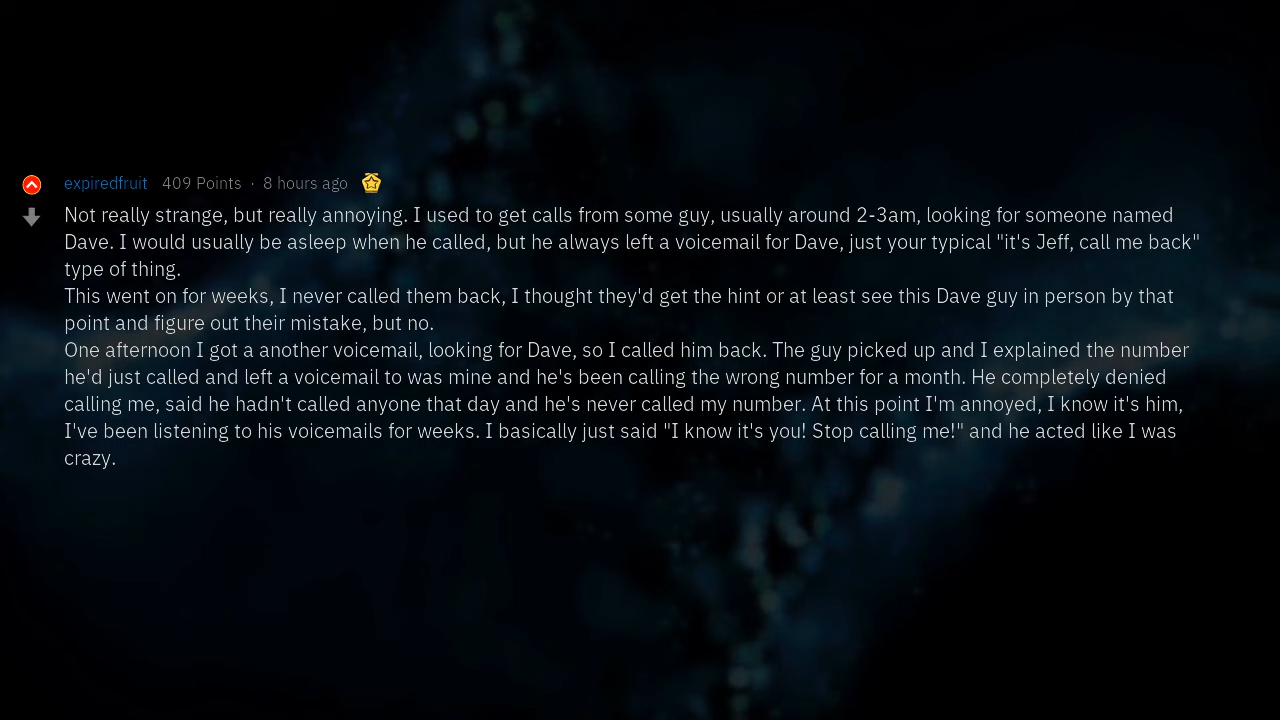 expiredfruit 409 Points · 8 hours ago
Not really strange, but really annoying. I used to get calls from some guy, usually around 2-3am, looking for someone named
Dave. I would usually be asleep when he called, but he always left a voicemail for Dave, just your typical "it's Jeff, call me back"
type of thing.
This went on for weeks, I never called them back, I thought they'd get the hint or at least see this Dave guy in person by that
point and figure out their mistake, but no.
One afternoon I got a another voicemail, looking for Dave, so I called him back. The guy picked up and I explained the number
he'd just called and left a voicemail to was mine and he's been calling the wrong number for a month. He completely denied
calling me, said he hadn't called anyone that day and he's never called my number. At this point I'm annoyed, I know it's him,
I've been listening to his voicemails for weeks. I basically just said "I know it's you! Stop calling me!" and he acted like I was
crazy.